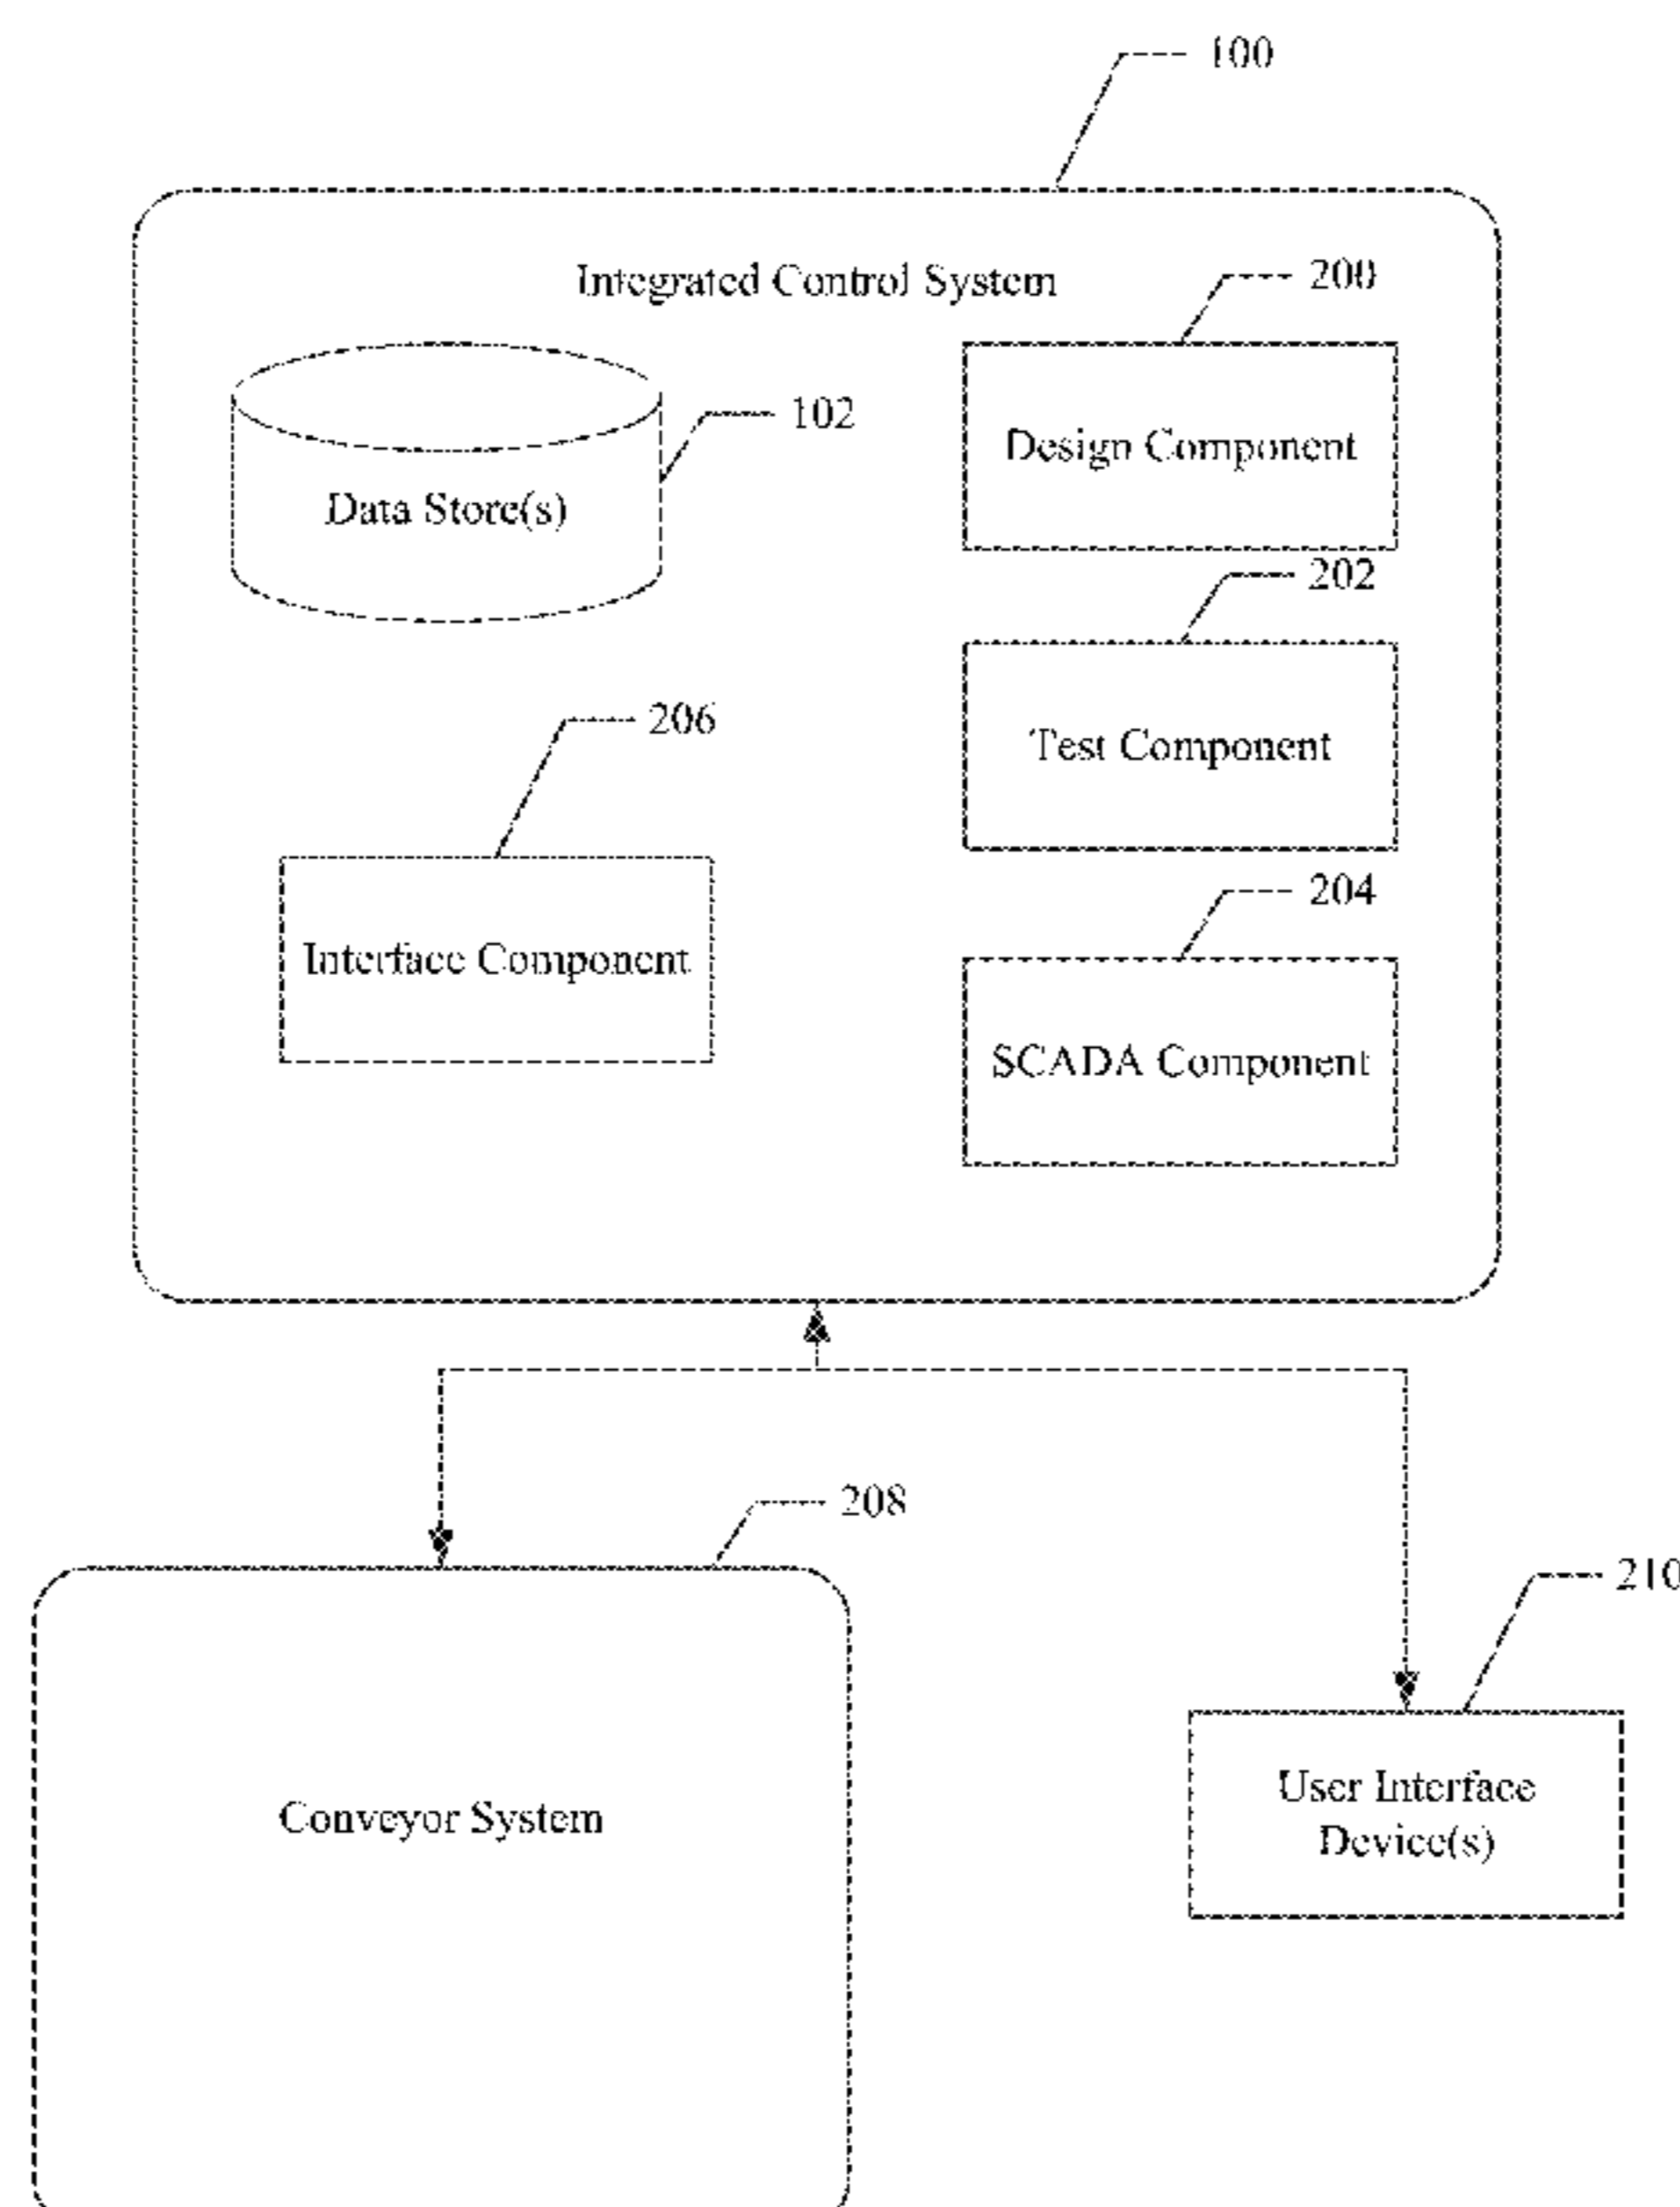 100
Integrated Control System
200
102
Design Component
Data Store(s)
202
206
Test Component
204
Interface Component
SCADA Component
208
210
Conveyor System
User Interface
Device(s)